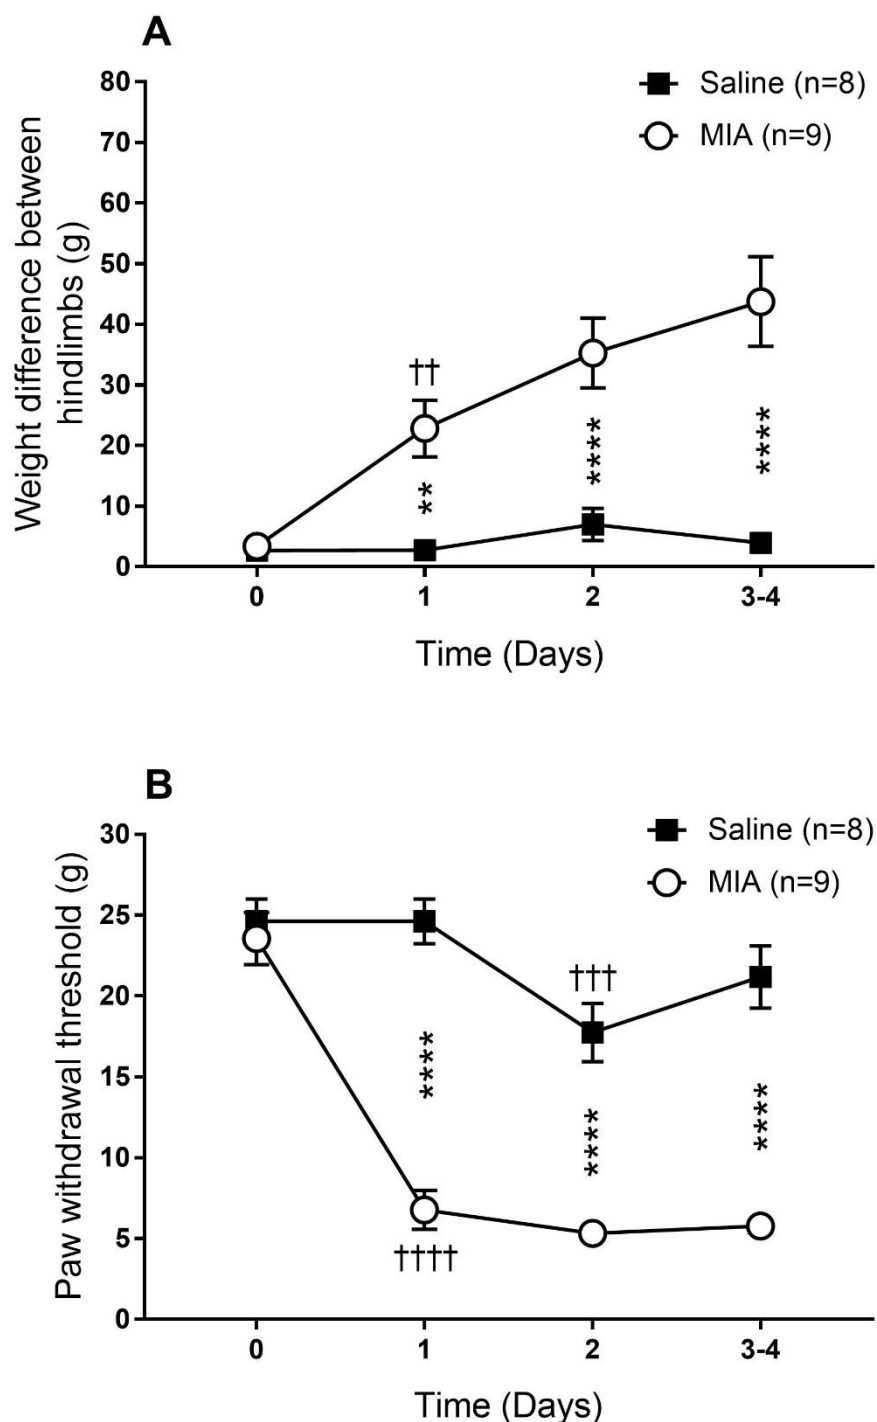 A
80
70
60
50
40
30
20
10
0
Weight difference between
hindlimbs (g)
Saline (n=8)
MIA (n=9)
††
**
****
****
0 1 2 3-4
Time (Days)
B
30
25
20
15
10
5
0
Paw withdrawal threshold (g)
Saline (n=8)
MIA (n=9)
†††
****
****
****
††††
0 1 2 3-4
Time (Days)